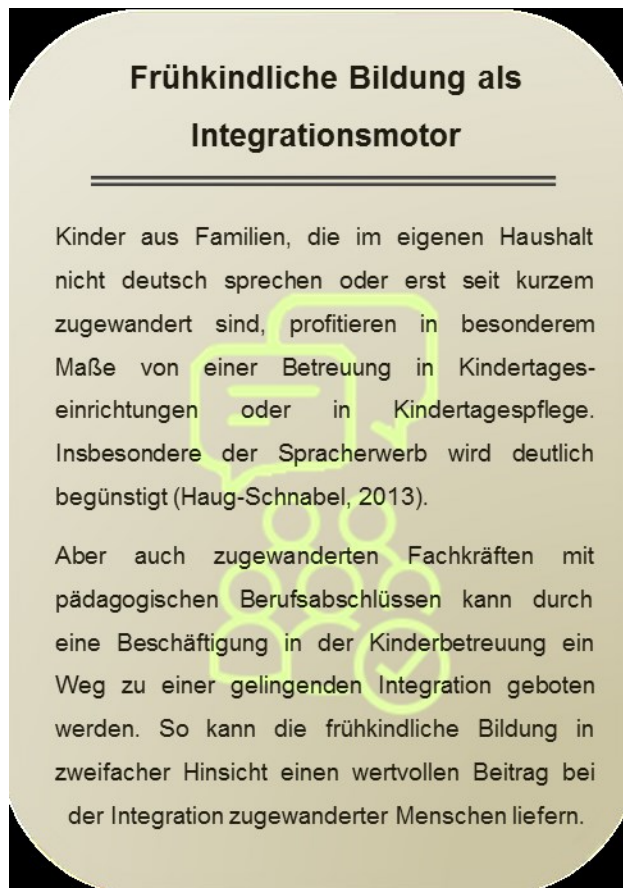 Frühkindliche Bildung als
Integrationsmotor
Kinder aus Familien, die im eigenen Haushalt
nicht deutsch sprechen oder erst seit kurzem
zugewandert sind, profitieren in besonderem
Maße von einer Betreuung in Kindertages-
einrichtungen oder in Kindertagespflege.
Insbesondere der Spracherwerb wird deutlich
begünstigt (Haug-Schnabel, 2013).
Aber auch zugewanderten Fachkräften mit
pädagogischen Berufsabschlüssen kann durch
eine Beschäftigung in der Kinderbetreuung ein
Weg zu einer gelingenden Integration geboten
werden. So kann die frühkindliche Bildung in
zweifacher Hinsicht einen wertvollen Beitrag bei
der Integration zugewanderter Menschen liefern.